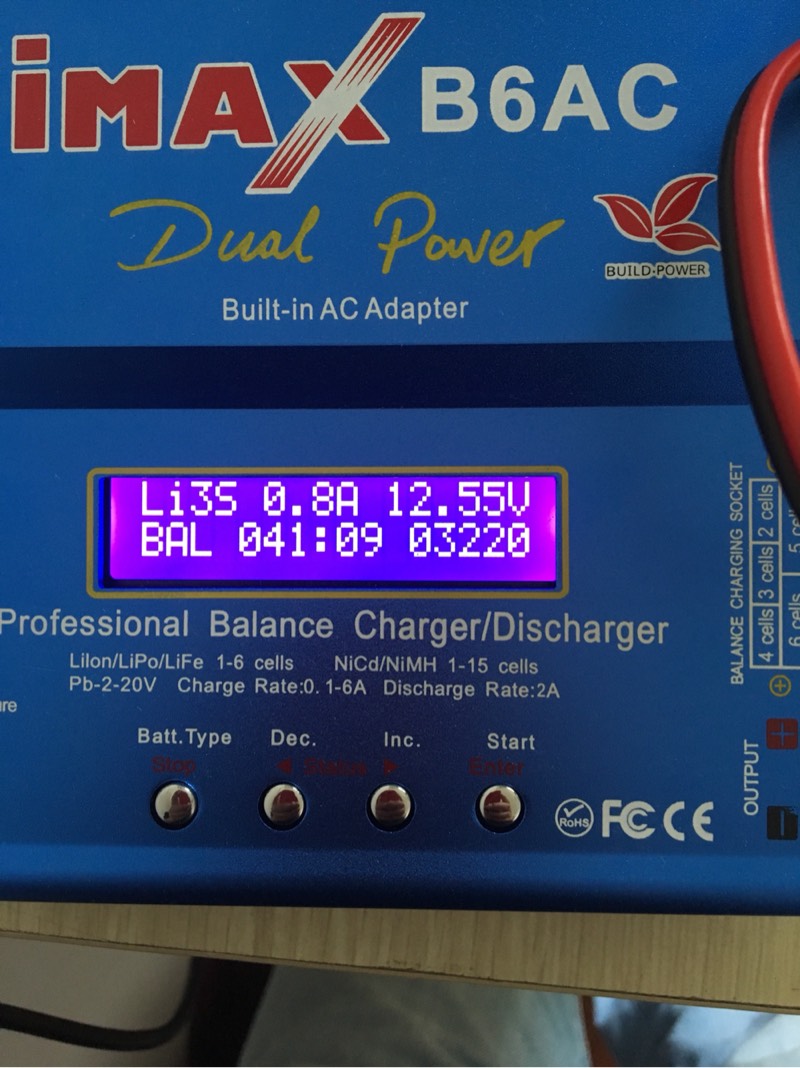 iMAX B6AC
Dual Power
BUILD-POWER
Built-in AC Adapter
Li3S 0.8A 12.55V
BAL 041:09 03220
Professional Balance Charger/Discharger
LiIon/LiPo/LiFe 1-6 cells NiCd/NiMH 1-15 cells
Pb-2-20V Charge Rate:0.1-6A Discharge Rate:2A
Batt.Type Dec. Inc. Start
Stop ◀ Status ▶ Enter
RoHS FC CE
BALANCE CHARGING SOCKET
2 cells
3 cells
4 cells
6 cells
OUTPUT